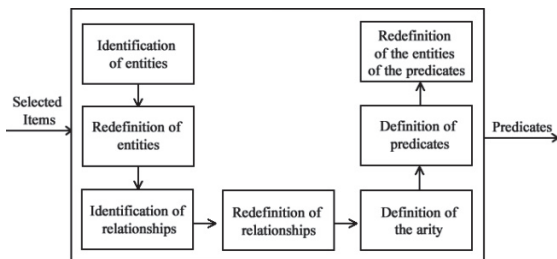 Selected
Items
Identification
of entities
Redefinition of
entities
Identification of
relationships
Redefinition of
relationships
Definition of
the arity
Definition of
predicates
Redefinition
of the entities
of the predicates
Predicates